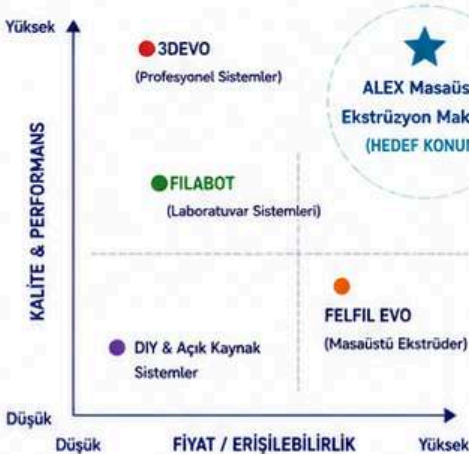 Yüksek
3DEVO
(Profesyonel Sistemler)
ALEX Masaüs
Ekstrüzyon Mak
(HEDEF KONU
KALİTE & PERFORMANS
FILABOT
(Laboratuvar Sistemleri)
FELFIL EVO
(Masaüstü Ekstrüder)
DIY & Açık Kaynak
Sistemler
Düşük
Düşük
FİYAT / ERİŞİLEBİLİRLİK
Yüksek